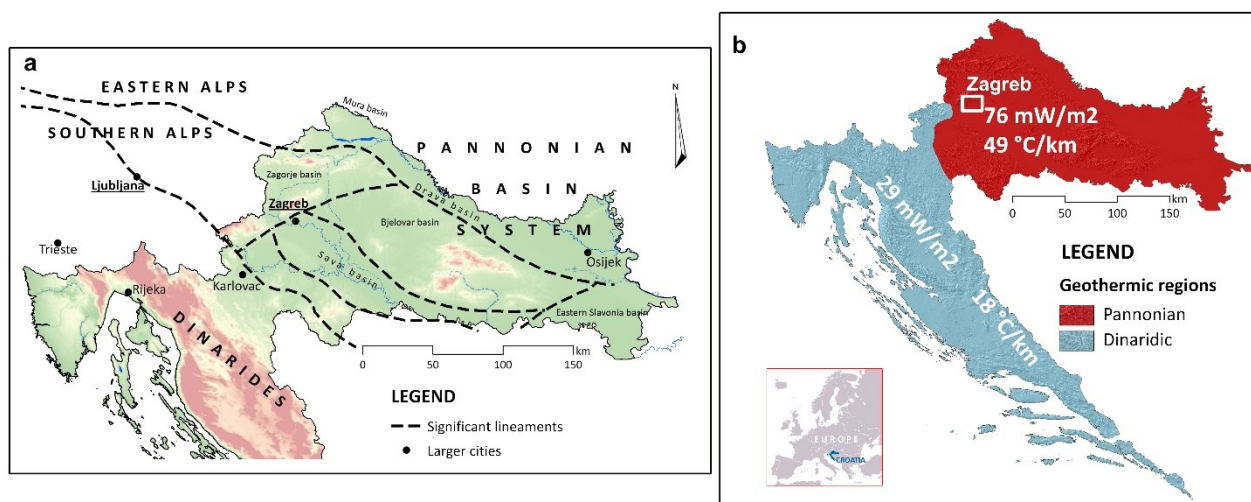 a
EASTERN ALPS
SOUTHERN ALPS
Mura basin
N
PANNONIAN
BASIN
SYSTEM
Ljubljana
Zagorje basin
Zagreb
Drava basin
Bjelovar basin
Trieste
Sava basin
Osijek
Karlovac
Rijeka
Eastern Slavonia basin
DINARIDES
0 50 100 150
km
LEGEND
Significant lineaments
Larger cities
b
Zagreb
76 mW/m2
49 °C/km
29 mW/m2
18 °C/km
0 50 100 150
km
LEGEND
Geothermic regions
Pannonian
Dinaridic
EUROPE
CROATIA